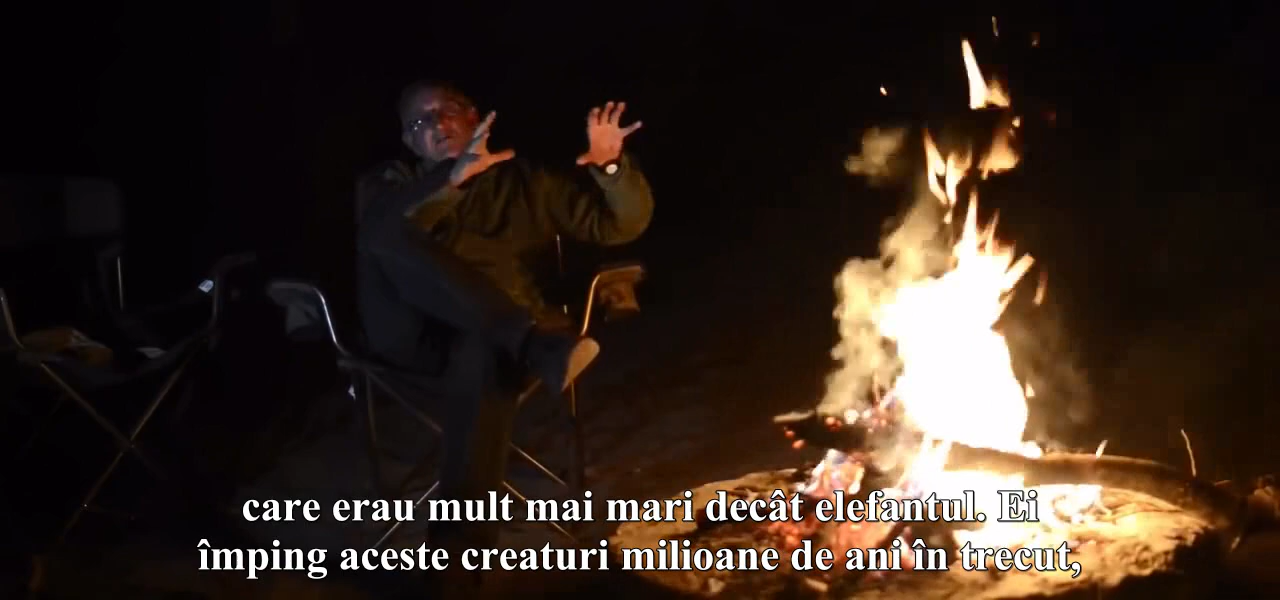 care erau mult mai mari decât elefantul. Ei
împing aceste creaturi milioane de ani în trecut,